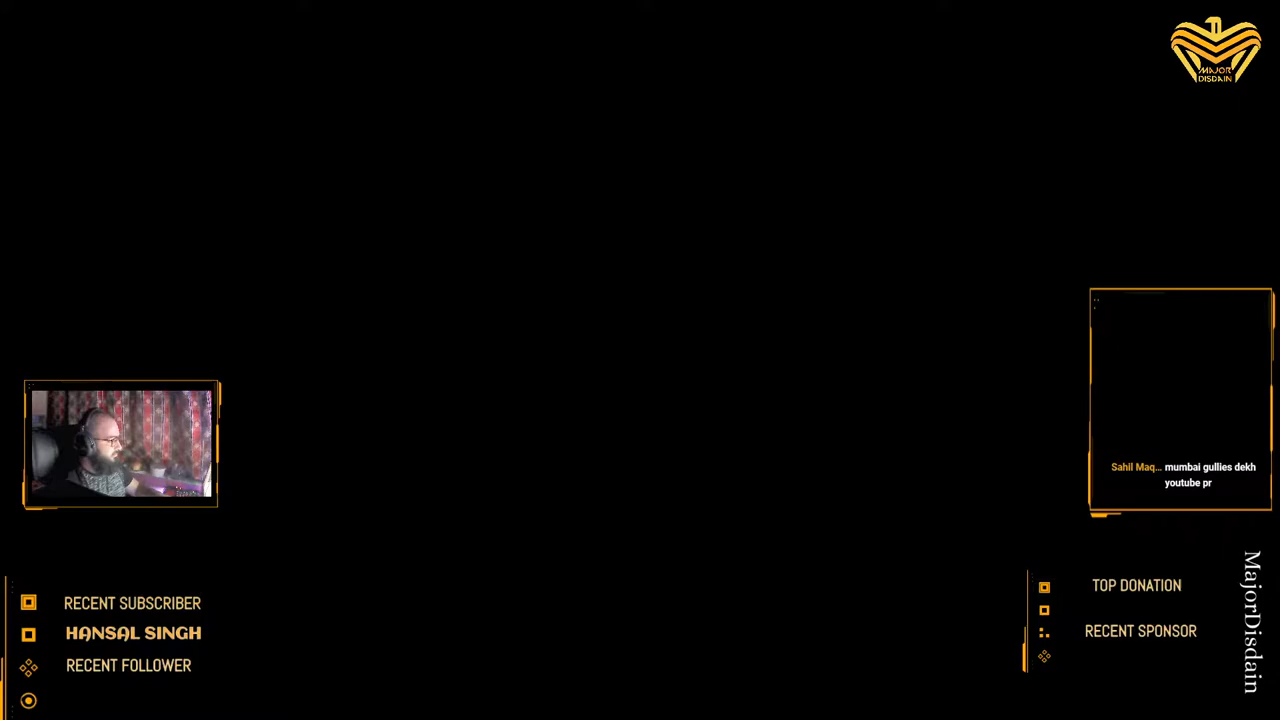 MAJOR
DISDAIN
Sahil Maq… mumbai gullies dekh
youtube pr
RECENT SUBSCRIBER
HANSAL SINGH
RECENT FOLLOWER
TOP DONATION
RECENT SPONSOR
MajorDisdain